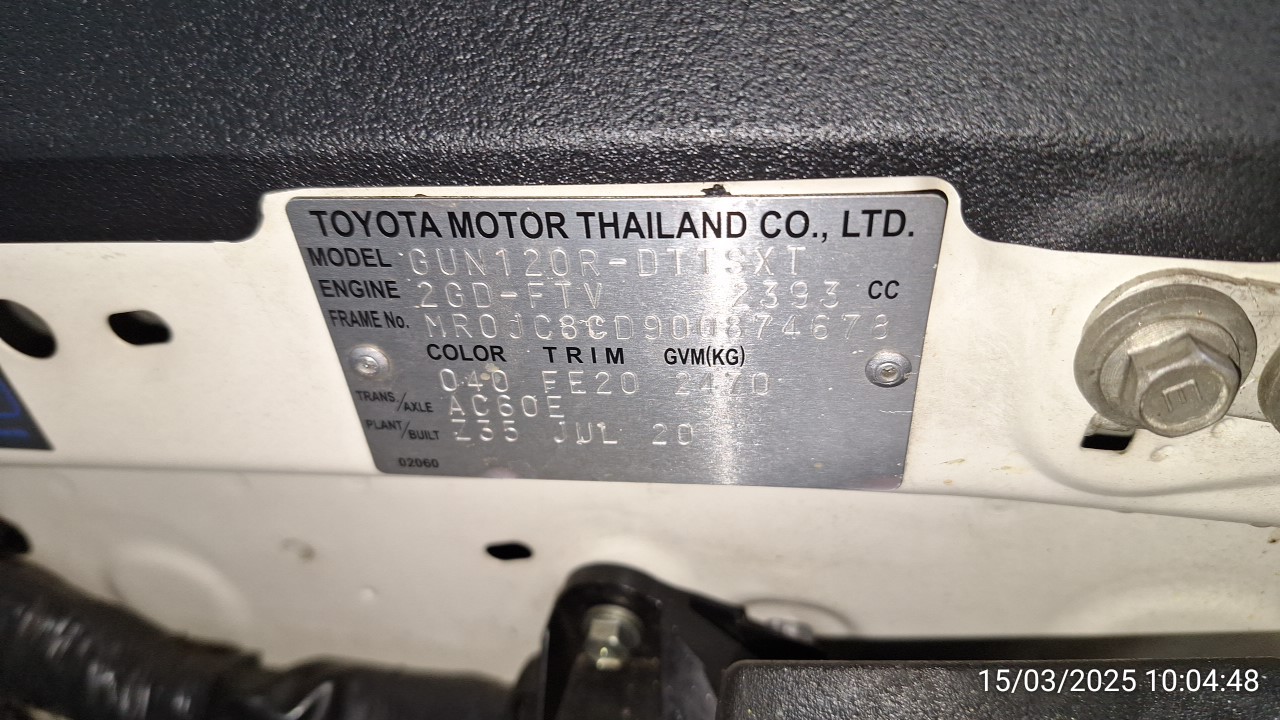 TOYOTA MOTOR THAILAND CO., LTD.
MODEL GUN120R-DTTSXT
ENGINE 2GD-FTV 2393 CC
FRAME No. MR0JC8CD900874678
COLOR TRIM GVM(KG)
040 FE20 2470
TRANS./AXLE AC60E
PLANT/BUILT Z35 JUL 20
02060
E
15/03/2025 10:04:48